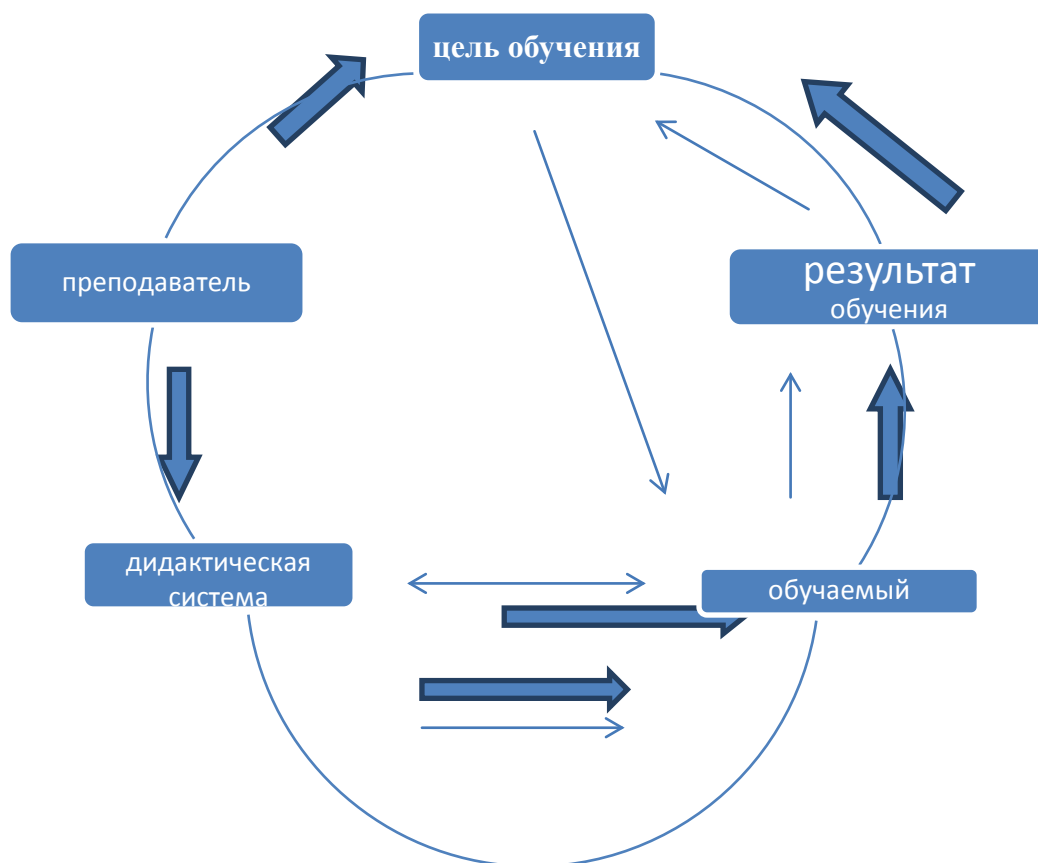 цель обучения
преподаватель
результат
обучения
дидактическая
система
обучаемый